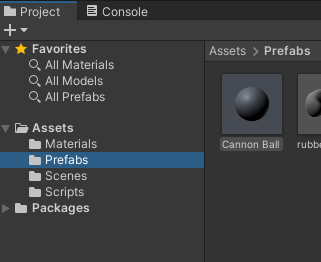 Project
Console
Favorites
All Materials
All Models
All Prefabs
Assets
Materials
Prefabs
Scenes
Scripts
Packages
Assets > Prefabs
Cannon Ball
rubbe